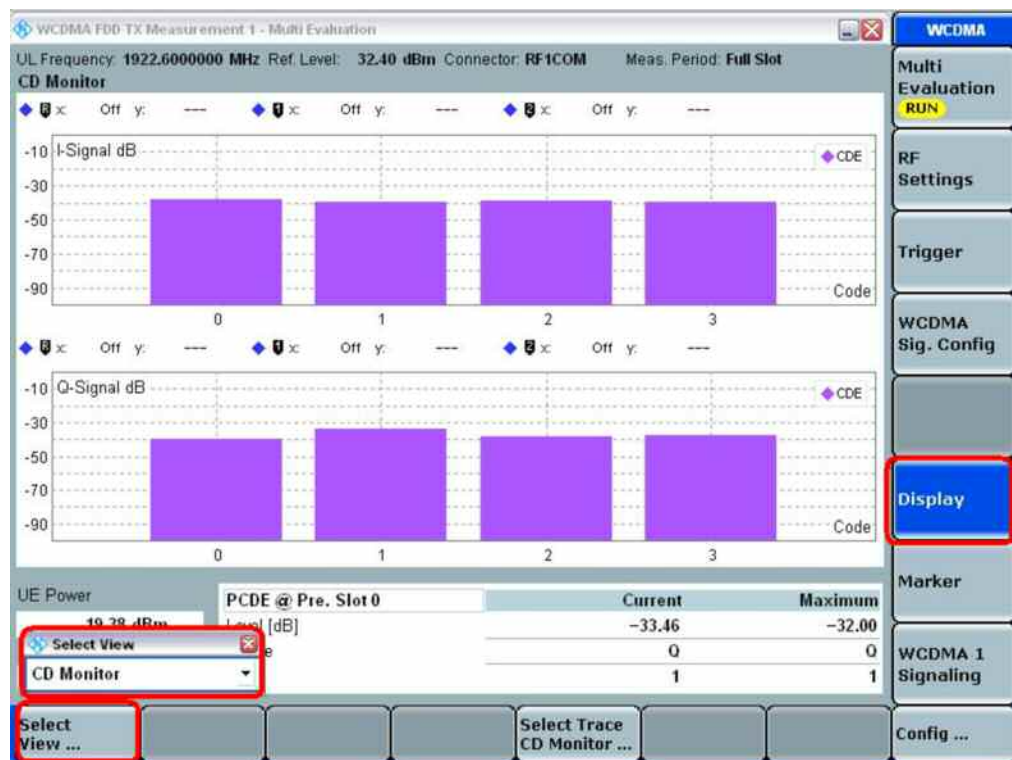 WCDMA FDD TX Measurement 1 - Multi Evaluation
UL Frequency: 1922.6000000 MHz Ref. Level: 32.40 dBm Connector: RF1COM Meas. Period: Full Slot
CD Monitor
R x: Off y: --- 1 x: Off y: --- 2 x: Off y: ---
I-Signal dB
CDE
-10
-30
-50
-70
-90
Code
0 1 2 3
R x: Off y: --- 1 x: Off y: --- 2 x: Off y: ---
Q-Signal dB
CDE
-10
-30
-50
-70
-90
Code
0 1 2 3
UE Power
19.28 dBm
PCDE @ Pre. Slot 0 Current Maximum
Level [dB] -33.46 -32.00
Q Q
1 1
Select View
CD Monitor
Select View ...
Select Trace
CD Monitor ...
WCDMA
Multi
Evaluation
RUN
RF
Settings
Trigger
WCDMA
Sig. Config
Display
Marker
WCDMA 1
Signaling
Config ...